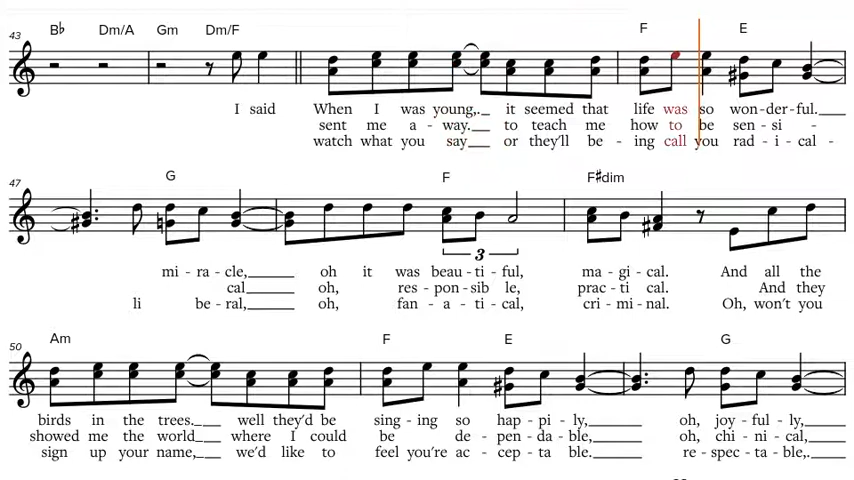 43 B♭ Dm/A Gm Dm/F F E
I said When I was young,. it seemed that life was so won-der-ful.
sent me a - way. to teach me how to be sen - si -
watch what you say or they'll be - ing call you rad - i - cal -
47 G F F♯dim
mi - ra - cle, oh it was beau - ti - ful, ma - gi - cal. And all the
cal oh, res - pon - sib le, prac - ti cal. And they
li be - ral, oh, fan - a - ti - cal, cri - mi - nal. Oh, won't you
3
50 Am F E G
birds in the trees. well they'd be sing - ing so hap - pi - ly, oh, joy - ful - ly,
showed me the world where I could be de - pen - da - ble, oh, chi - ni - cal,
sign up your name, we'd like to feel you're ac - cep - ta ble. re - spec - ta - ble,.